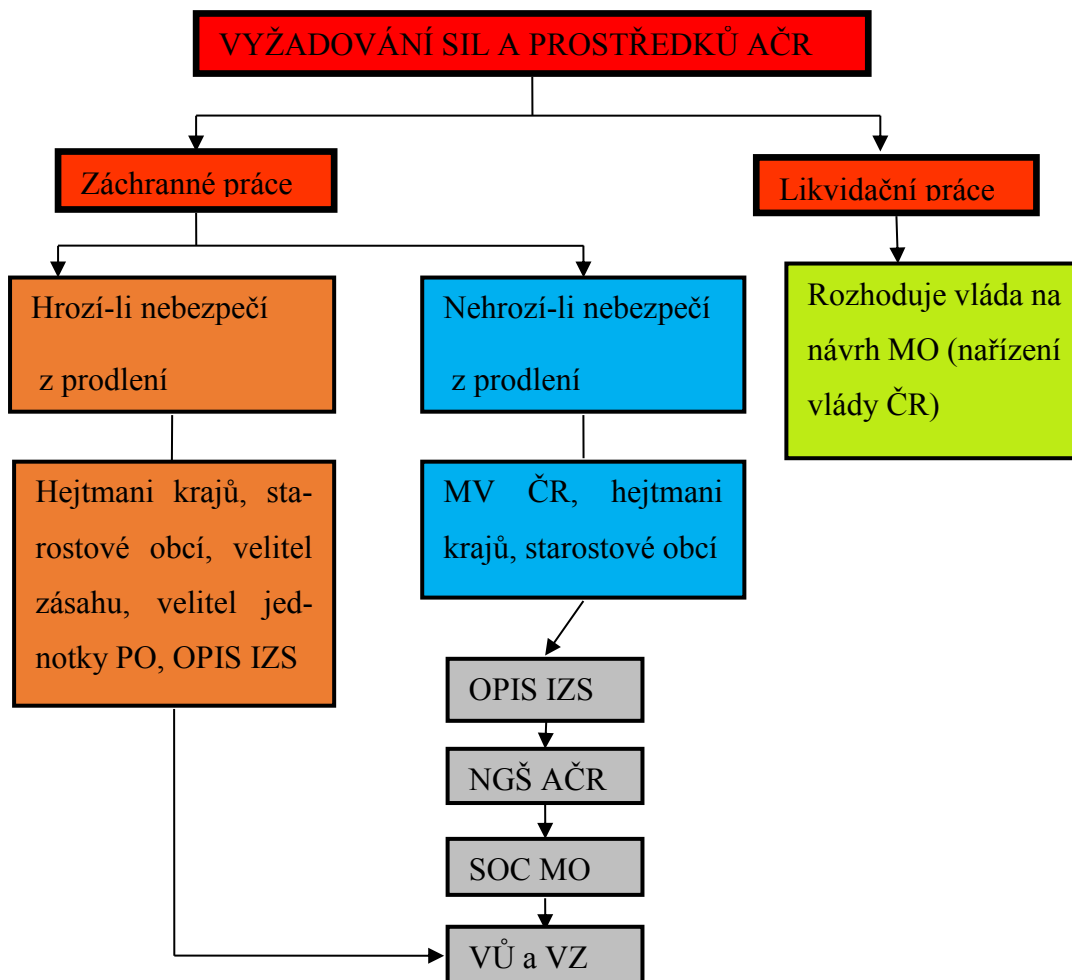 VYŽADOVÁNÍ SIL A PROSTŘEDKŮ AČR
Záchranné práce
Likvidační práce
Hrozí-li nebezpečí
z prodlení
Nehrozí-li nebezpečí
z prodlení
Rozhoduje vláda na
návrh MO (nařízení
vlády ČR)
Hejtmani krajů, sta-
rostové obcí, velitel
zásahu, velitel jed-
notky PO, OPIS IZS
MV ČR, hejtmani
krajů, starostové obcí
OPIS IZS
NGŠ AČR
SOC MO
VŮ a VZ